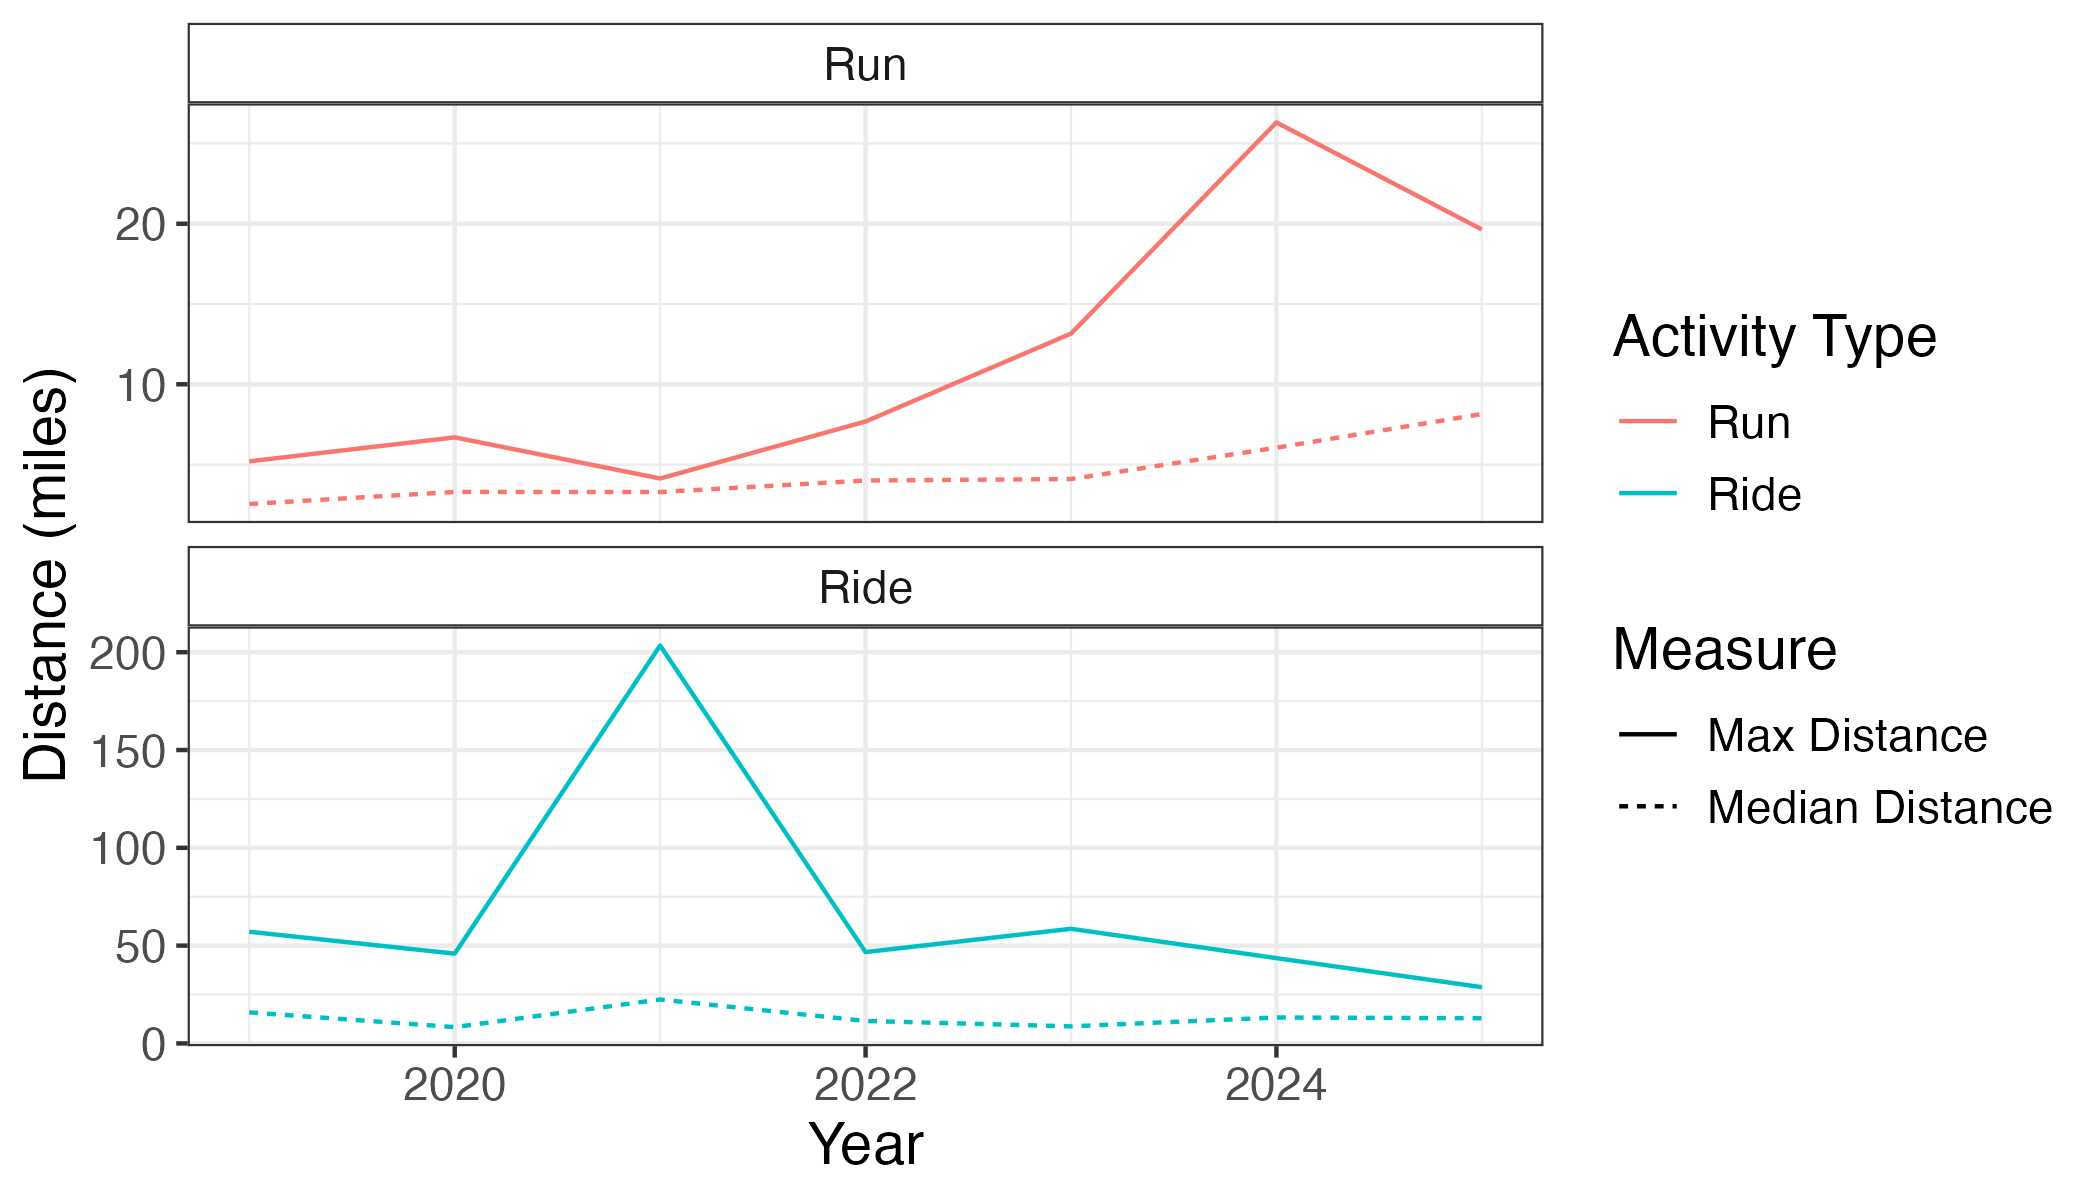 Run
20
10
Distance (miles)
Ride
200
150
100
50
0
2020 2022 2024
Year
Activity Type
Run
Ride
Measure
Max Distance
Median Distance